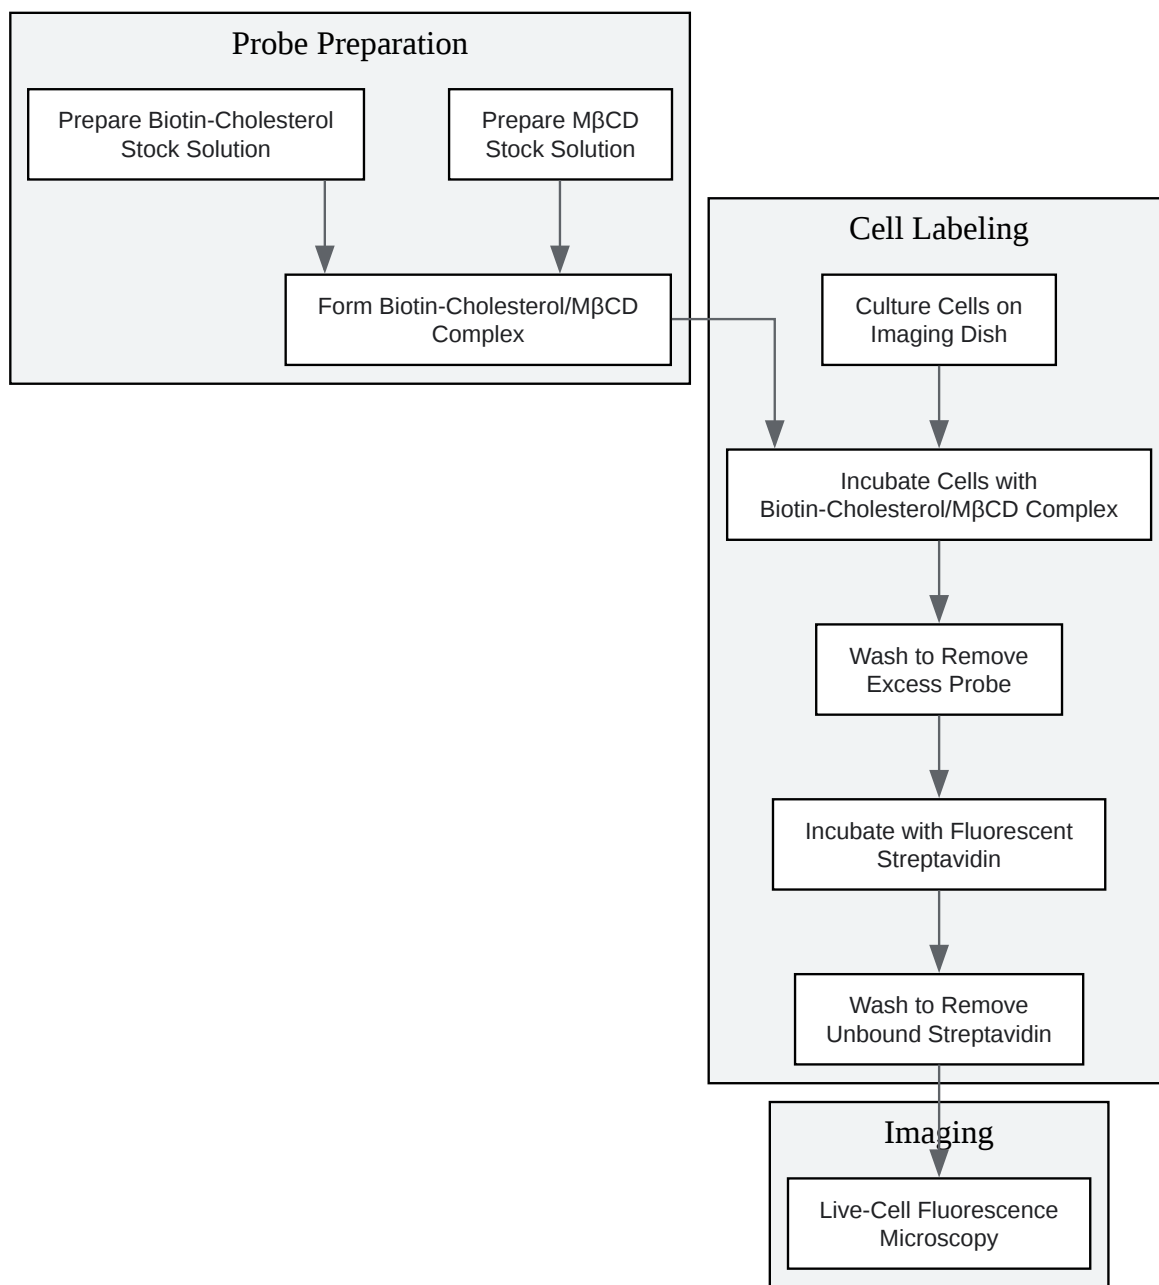 Probe Preparation
Prepare Biotin-Cholesterol
Stock Solution
Prepare MβCD
Stock Solution
Form Biotin-Cholesterol/MβCD
Complex
Cell Labeling
Culture Cells on
Imaging Dish
Incubate Cells with
Biotin-Cholesterol/MβCD Complex
Wash to Remove
Excess Probe
Incubate with Fluorescent
Streptavidin
Wash to Remove
Unbound Streptavidin
Imaging
Live-Cell Fluorescence
Microscopy